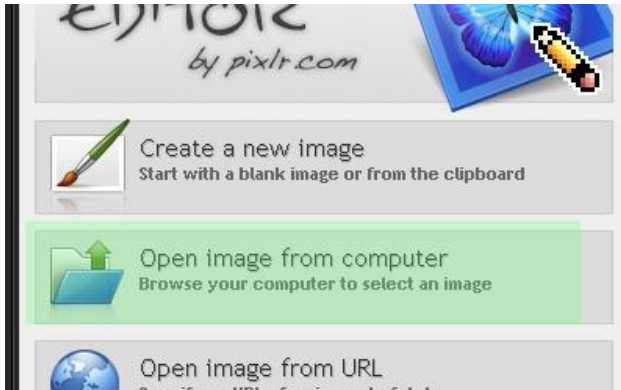 EDITOR
by pixlr.com
Create a new image
Start with a blank image or from the clipboard
Open image from computer
Browse your computer to select an image
Open image from URL